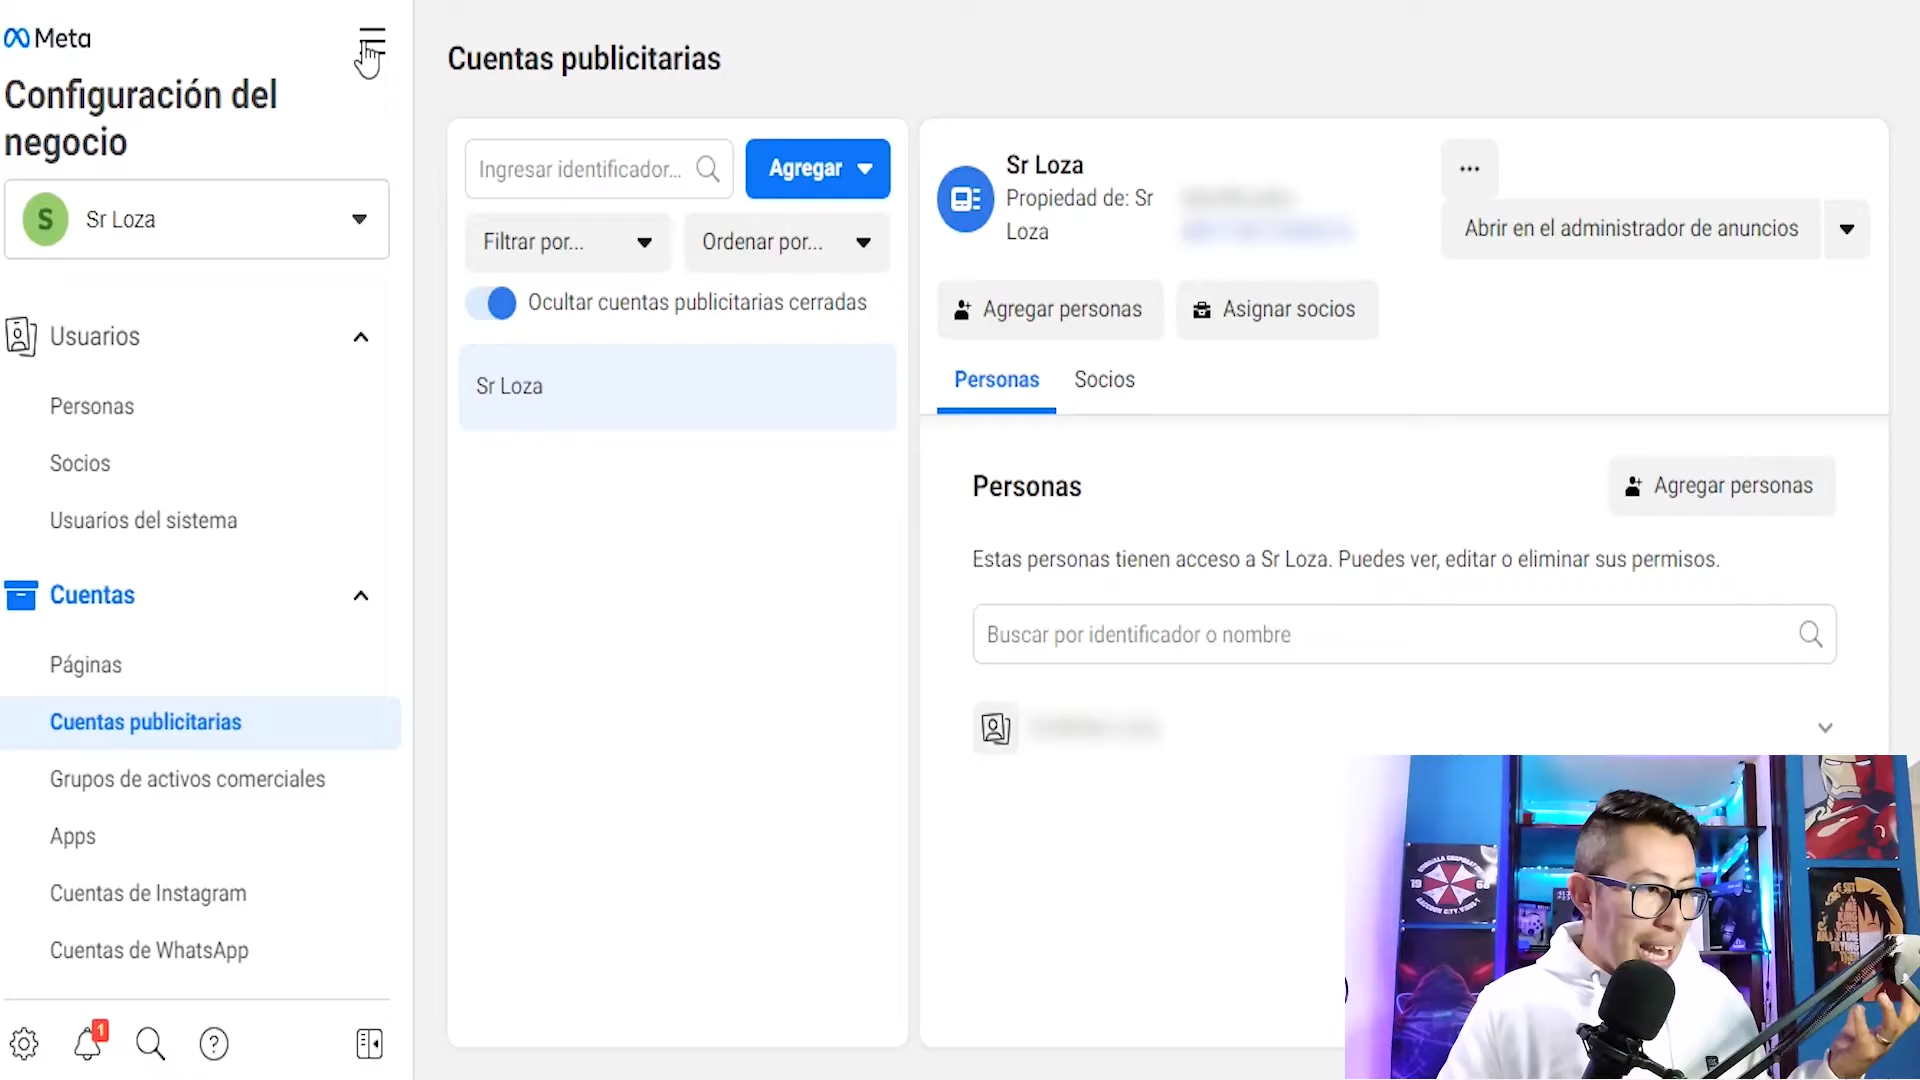 Meta
Configuración del
negocio
S
Sr Loza
Usuarios
Personas
Socios
Usuarios del sistema
Cuentas
Páginas
Cuentas publicitarias
Grupos de activos comerciales
Apps
Cuentas de Instagram
Cuentas de WhatsApp
1
Cuentas publicitarias
Ingresar identificador...
Agregar
Filtrar por...
Ordenar por...
Ocultar cuentas publicitarias cerradas
Sr Loza
Sr Loza
Propiedad de: Sr
Loza
Abrir en el administrador de anuncios
Agregar personas
Asignar socios
Personas
Socios
Personas
Agregar personas
Estas personas tienen acceso a Sr Loza. Puedes ver, editar o eliminar sus permisos.
Buscar por identificador o nombre